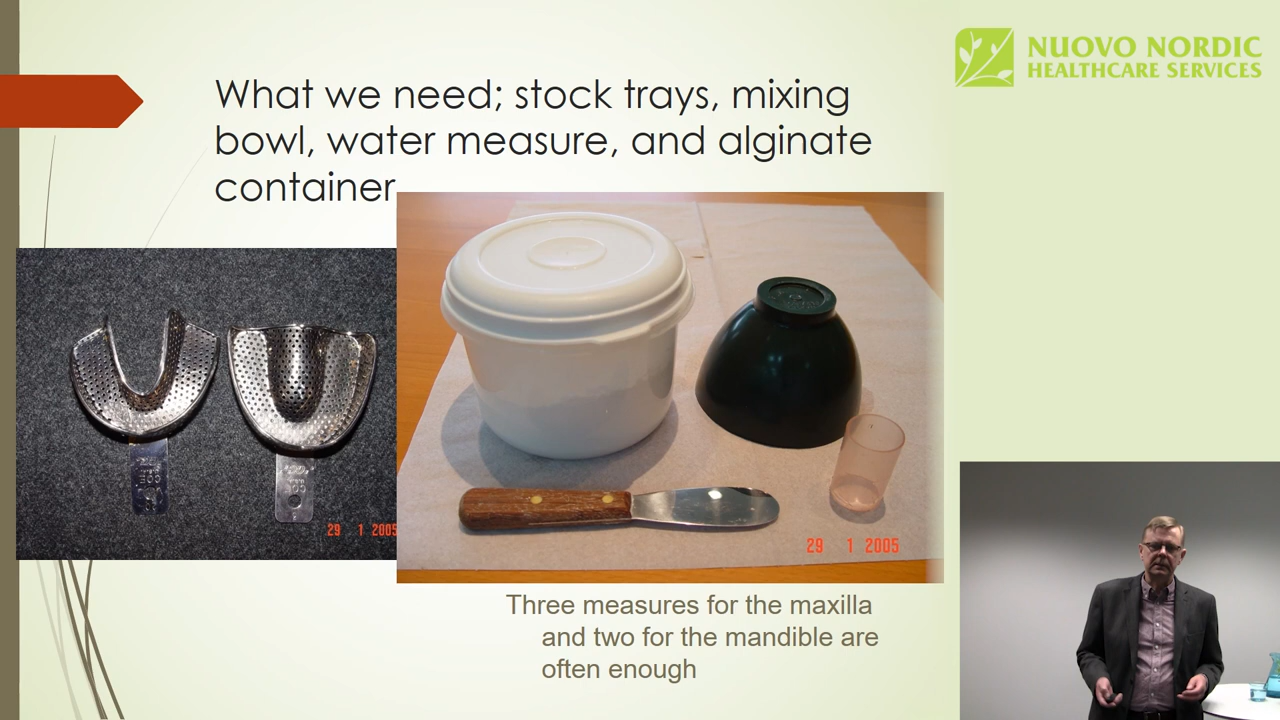 NUOVO NORDIC
HEALTHCARE SERVICES
What we need; stock trays, mixing
bowl, water measure, and alginate
container
29 1 2005
29 1 2005
Three measures for the maxilla
and two for the mandible are
often enough